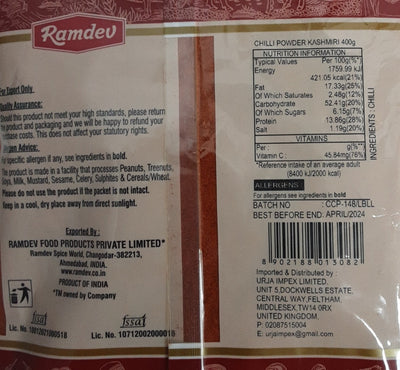 Ramdev
For Export Only
Quality Assurance:
Should this product not meet your high standards, please return
the product and packaging and we will be happy to refund your
purchase costs. This does not affect your statutory rights.
Allergen Advice:
For specific allergen if any, see ingredients in bold.
The product is made in a facility that processes Peanuts, Treenuts,
Soya, Milk, Mustard, Sesame, Celery, Sulphites & Cereals/Wheat.
Please do not use the product if the packet is not intact.
Keep in a cool, dry place away from direct sunlight.
Exported By :
RAMDEV FOOD PRODUCTS PRIVATE LIMITED*
Ramdev Spice World, Changodar-382213,
Ahmedabad, INDIA.
www.ramdev.co.in
PRODUCT OF INDIA
*TM owned by Company
fssai
Lic. No. 10012021000518
fssai
Lic. No. 10712002000018
CHILLI POWDER KASHMIRI 400g
NUTRITION INFORMATION
Typical Values Per 100g(%*)
Energy 1759.99 kJ/
421.05 kcal(21%)
Fat 17.33g(25%)
Of Which Saturates 2.48g(12%)
Carbohydrate 52.41g(20%)
Of Which Sugars 6.15g(7%)
Protein 13.86g(28%)
Salt 1.19g(20%)
VITAMINS
Per : g(%**)
Vitamin C : 45.84mg(76%)
*Reference intake of an average adult
(8400 kJ/2000 kcal)
INGREDIENTS : CHILLI
ALLERGENS
For allergens see ingredients in bold
BATCH NO : CCP-148/LBLL
BEST BEFORE END: APRIL/2024
8 902188 013082
Imported & Distributed by :
URJA IMPEX LIMITED.
UNIT 5,DOCKWELLS ESTATE,
CENTRAL WAY,FELTHAM,
MIDDLESEX,TW14 0RX
UNITED KINGDOM.
P: 02087515004
E: urjaimpex@gmail.com